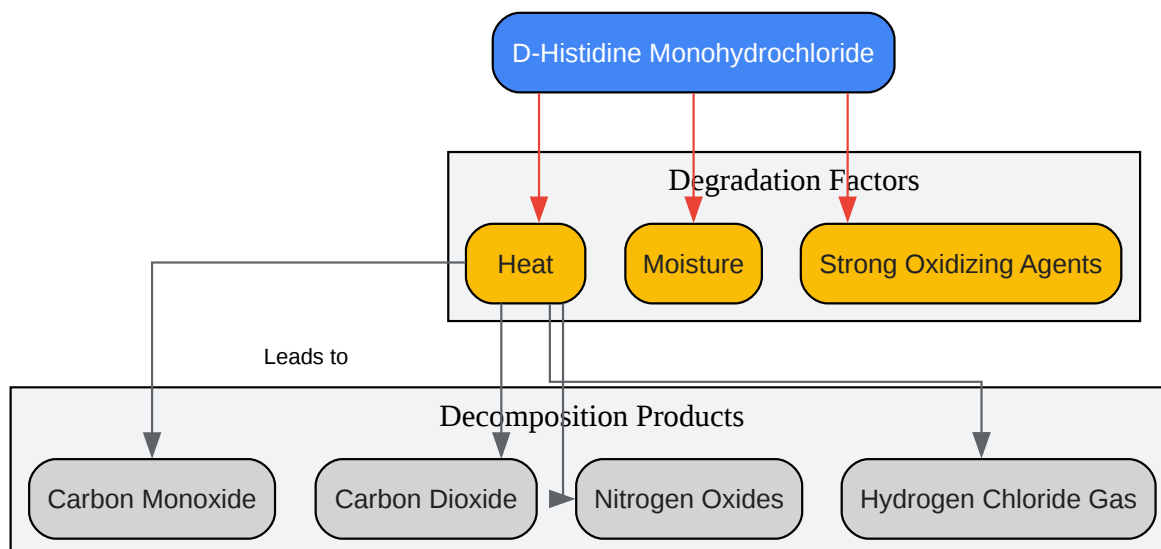 D-Histidine Monohydrochloride
Degradation Factors
Heat
Moisture
Strong Oxidizing Agents
Leads to
Decomposition Products
Carbon Monoxide
Carbon Dioxide
Nitrogen Oxides
Hydrogen Chloride Gas